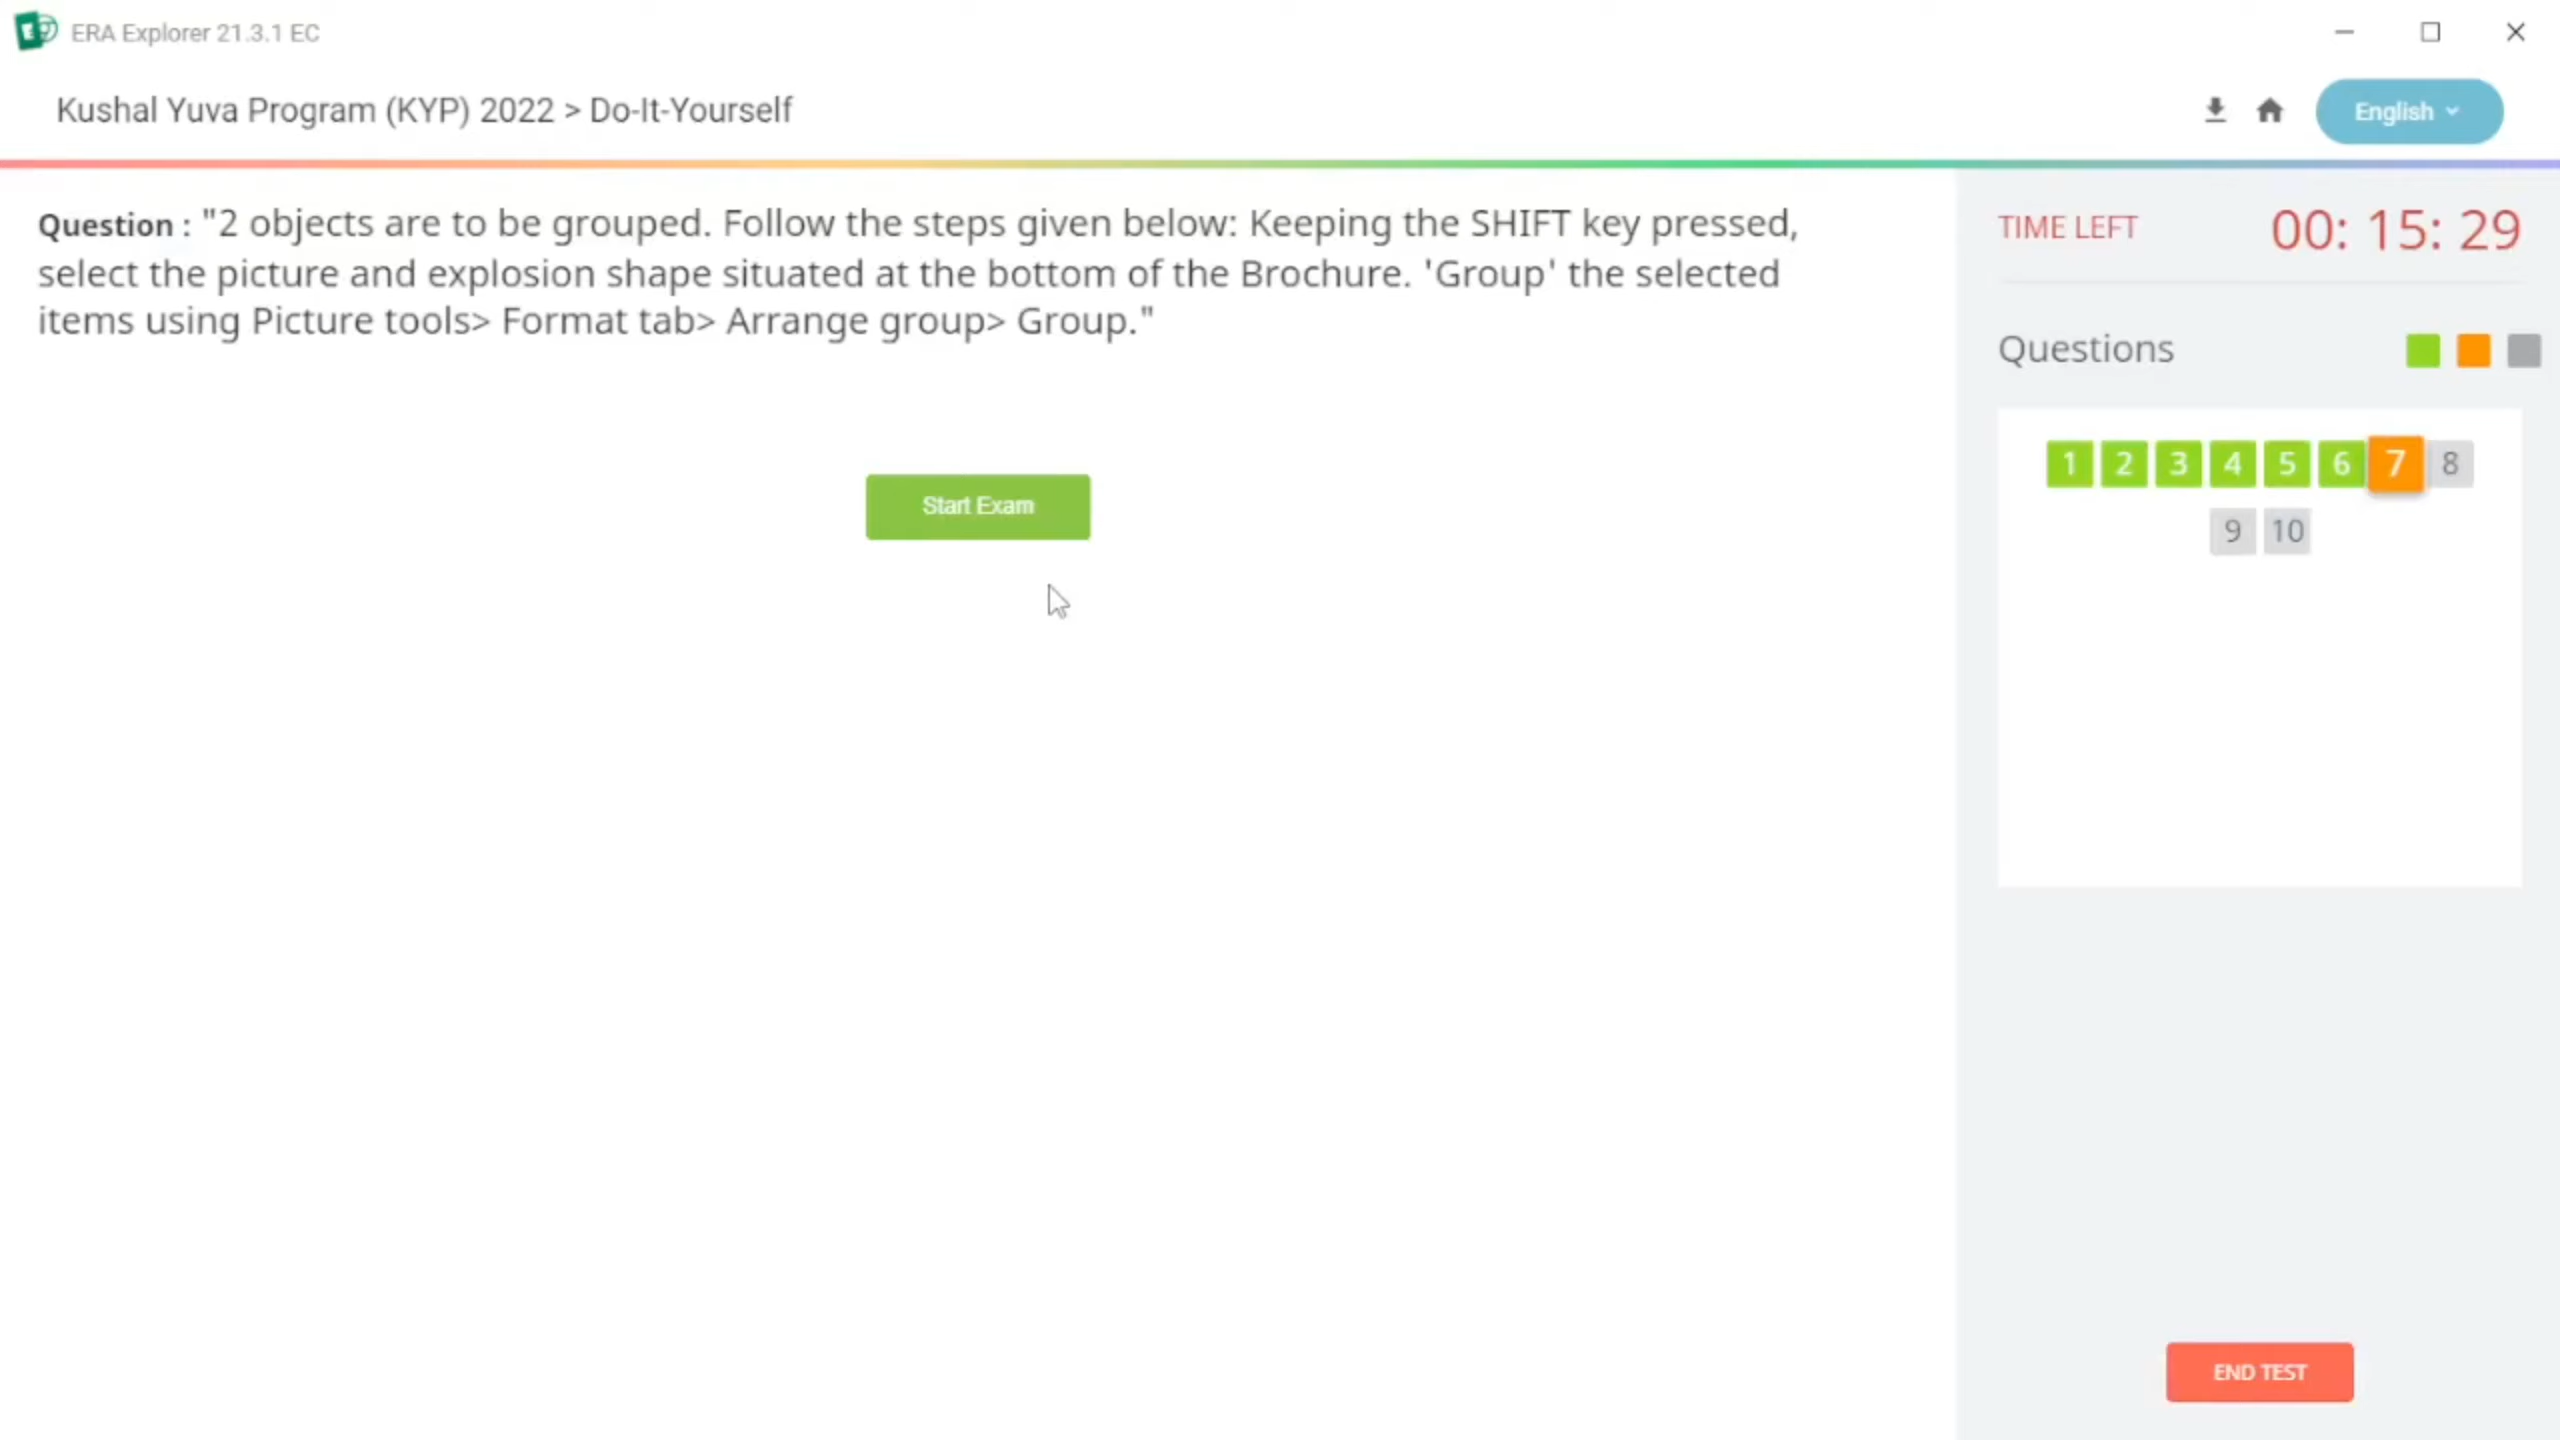 ERA Explorer 21.3.1 EC
Kushal Yuva Program (KYP) 2022 > Do-It-Yourself
English
Question : "2 objects are to be grouped. Follow the steps given below: Keeping the SHIFT key pressed,
select the picture and explosion shape situated at the bottom of the Brochure. 'Group' the selected
items using Picture tools> Format tab> Arrange group> Group."
Start Exam
TIME LEFT 00: 15: 29
Questions
1 2 3 4 5 6 7 8
9 10
END TEST